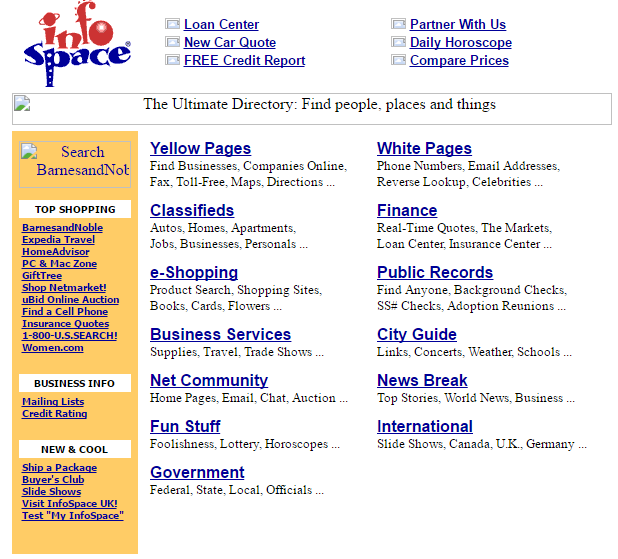 info
space®
Loan Center
New Car Quote
FREE Credit Report
Partner With Us
Daily Horoscope
Compare Prices
The Ultimate Directory: Find people, places and things
Search
BarnesandNob
TOP SHOPPING
BarnesandNoble
Expedia Travel
HomeAdvisor
PC & Mac Zone
GiftTree
Shop Netmarket!
uBid Online Auction
Find a Cell Phone
Insurance Quotes
1-800-U.S.SEARCH!
Women.com
BUSINESS INFO
Mailing Lists
Credit Rating
NEW & COOL
Ship a Package
Buyer's Club
Slide Shows
Visit InfoSpace UK!
Test "My InfoSpace"
Yellow Pages
Find Businesses, Companies Online,
Fax, Toll-Free, Maps, Directions ...
Classifieds
Autos, Homes, Apartments,
Jobs, Businesses, Personals ...
e-Shopping
Product Search, Shopping Sites,
Books, Cards, Flowers ...
Business Services
Supplies, Travel, Trade Shows ...
Net Community
Home Pages, Email, Chat, Auction ...
Fun Stuff
Foolishness, Lottery, Horoscopes ...
Government
Federal, State, Local, Officials ...
White Pages
Phone Numbers, Email Addresses,
Reverse Lookup, Celebrities ...
Finance
Real-Time Quotes, The Markets,
Loan Center, Insurance Center ...
Public Records
Find Anyone, Background Checks,
SS# Checks, Adoption Reunions ...
City Guide
Links, Concerts, Weather, Schools ...
News Break
Top Stories, World News, Business ...
International
Slide Shows, Canada, U.K., Germany ...